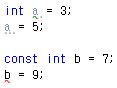 int a = 3;
a = 5;
const int b = 7;
b = 9;